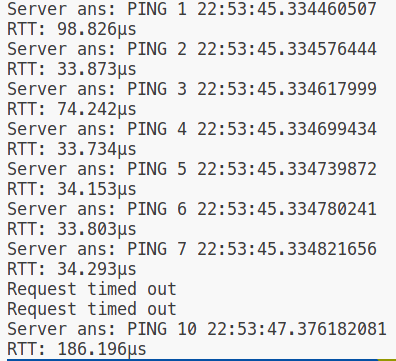 Server ans: PING 1 22:53:45.334460507
RTT: 98.826µs
Server ans: PING 2 22:53:45.334576444
RTT: 33.873µs
Server ans: PING 3 22:53:45.334617999
RTT: 74.242µs
Server ans: PING 4 22:53:45.334699434
RTT: 33.734µs
Server ans: PING 5 22:53:45.334739872
RTT: 34.153µs
Server ans: PING 6 22:53:45.334780241
RTT: 33.803µs
Server ans: PING 7 22:53:45.334821656
RTT: 34.293µs
Request timed out
Request timed out
Server ans: PING 10 22:53:47.376182081
RTT: 186.196µs